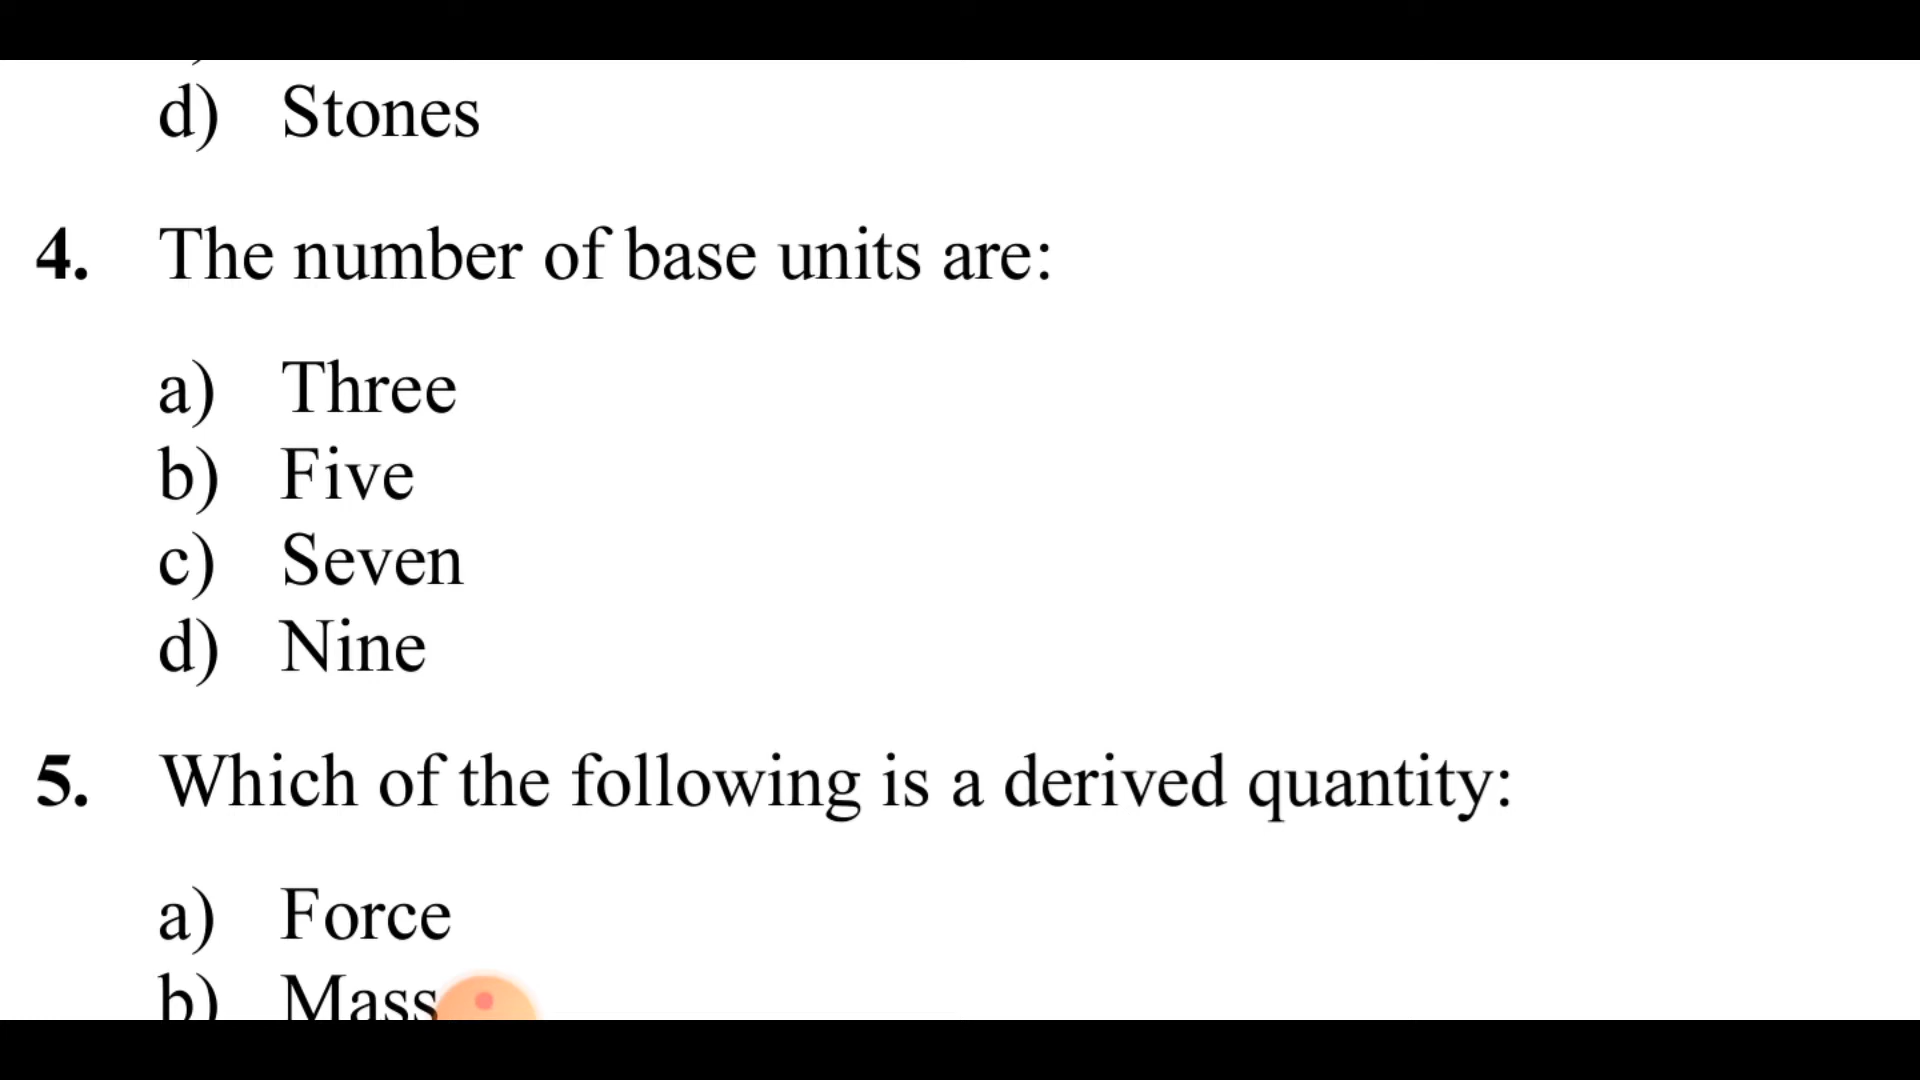 d) Stones
4. The number of base units are:
a) Three
b) Five
c) Seven
d) Nine
5. Which of the following is a derived quantity:
a) Force
b) Mass